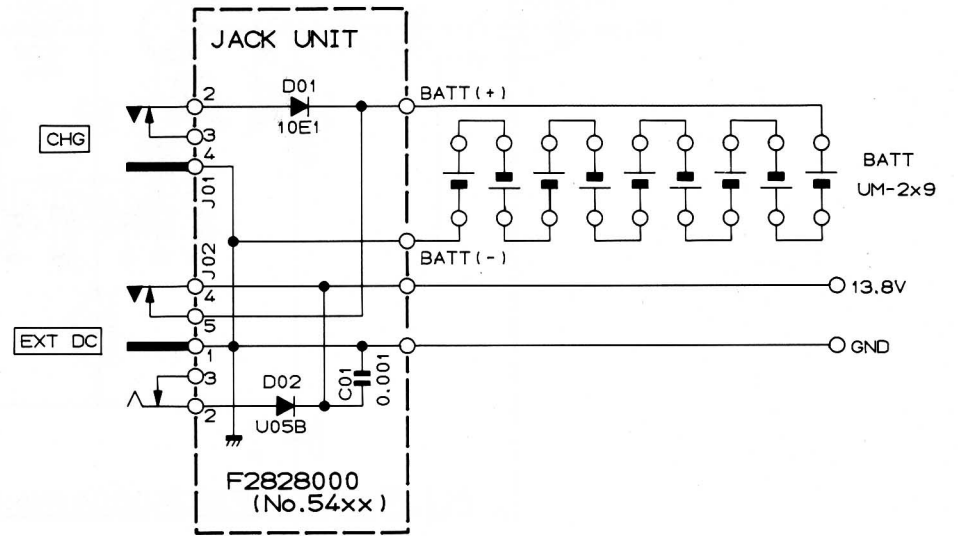 JACK UNIT
D01
10E1
2
3
4
J01
CHG
BATT(+)
BATT
UM-2x9
BATT(-)
J02
4
5
1
3
2
EXT DC
13.8V
GND
D02
U05B
C01
0.001
F2828000
(No.54xx)